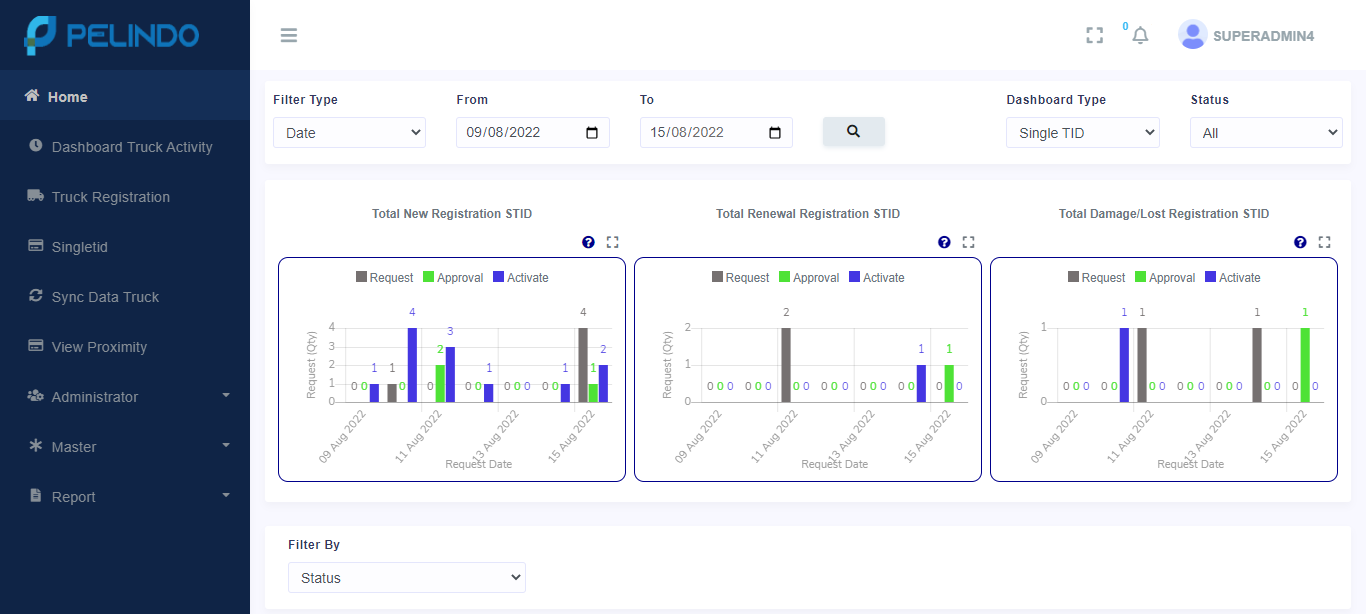 PELINDO
0
SUPERADMIN4
Home
Dashboard Truck Activity
Truck Registration
Singletid
Sync Data Truck
View Proximity
Administrator
Master
Report
Filter Type From To Dashboard Type Status
Date 09/08/2022 15/08/2022 Single TID All
Total New Registration STID
Request Approval Activate
4 4
4
3 3
2 2 2
1 1 1 1 1 1
0 0 0 0 0 0 0 0 0 0 0 0
09 Aug 2022 11 Aug 2022 13 Aug 2022 15 Aug 2022
Request (Qty)
Request Date
Total Renewal Registration STID
Request Approval Activate
2
2
1 1 1
0 0 0 0 0 0 0 0 0 0 0 0 0 0 0 0 0 0 0
09 Aug 2022 11 Aug 2022 13 Aug 2022 15 Aug 2022
Request (Qty)
Request Date
Total Damage/Lost Registration STID
Request Approval Activate
1 1 1 1
1
0 0 0 0 0 0 0 0 0 0 0 0 0 0 0 0 0 0
09 Aug 2022 11 Aug 2022 13 Aug 2022 15 Aug 2022
Request (Qty)
Request Date
Filter By
Status